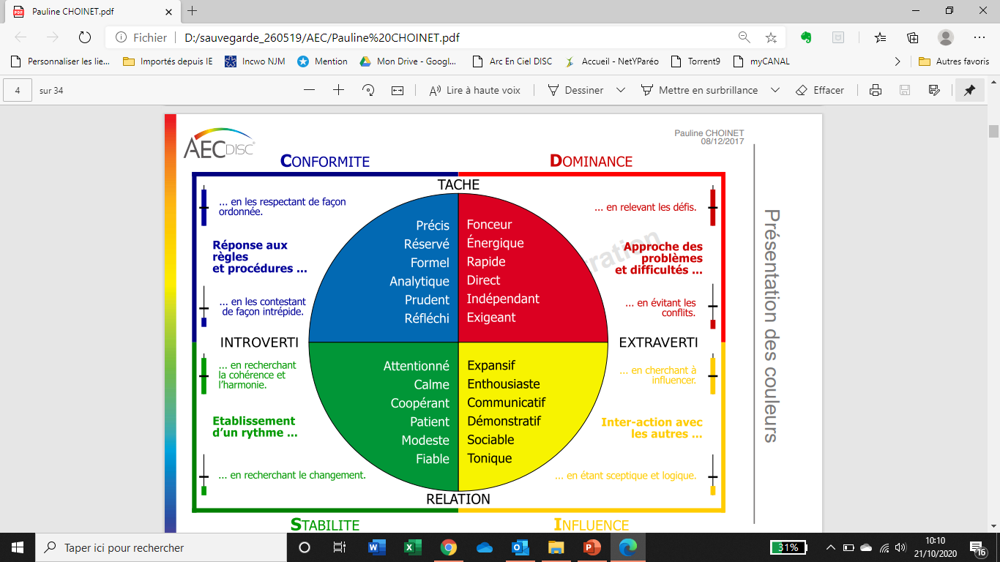 Pauline CHOINET.pdf
Fichier
D:/sauvegarde_260519/AEC/Pauline%20CHOINET.pdf
Personnaliser les lie...
Importés depuis IE
Incwo NJM
Mention
Mon Drive - Googl...
Arc En Ciel DISC
Accueil - NetYParéo
Torrent9
myCANAL
Autres favoris
4
sur 34
Lire à haute voix
Dessiner
Mettre en surbrillance
Effacer
AEC DISC
Pauline CHOINET
08/12/2017
CONFORMITE
DOMINANCE
TACHE
... en les respectant de façon
ordonnée.
Réponse aux
règles
et procédures ...
... en les contestant
de façon intrépide.
Précis
Réservé
Formel
Analytique
Prudent
Réfléchi
Fonceur
Énergique
Rapide
Direct
Indépendant
Exigeant
... en relevant les défis.
Approche des
problèmes
et difficultés ...
... en évitant les
conflits.
INTROVERTI
EXTRAVERTI
... en recherchant
la cohérence et
l'harmonie.
Etablissement
d'un rythme ...
... en recherchant le changement.
Attentionné
Calme
Coopérant
Patient
Modeste
Fiable
Expansif
Enthousiaste
Communicatif
Démonstratif
Sociable
Tonique
... en cherchant à
influencer.
Inter-action avec
les autres ...
... en étant sceptique et logique.
RELATION
STABILITE
INFLUENCE
Présentation des couleurs
Taper ici pour rechercher
31%
10:10
21/10/2020
16